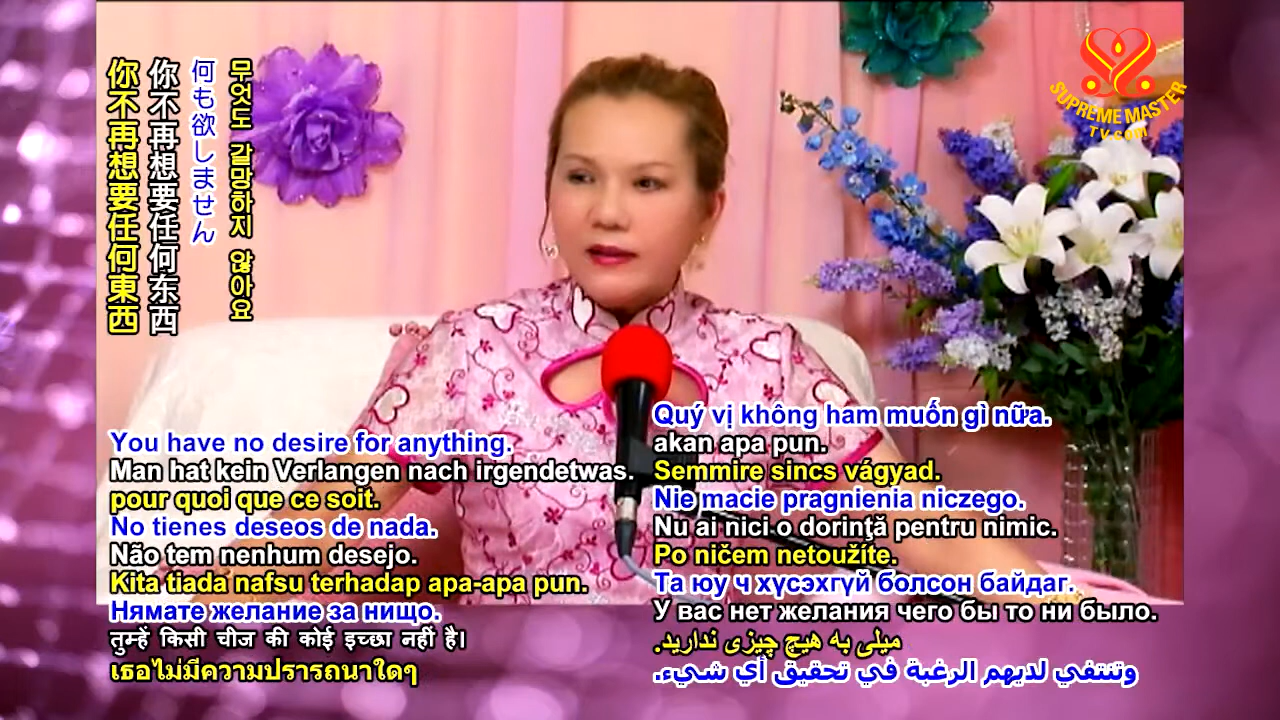 你不再想要任何東西
你不再想要任何东西
何も欲しません
무엇도 갈망하지 않아요
SUPREME MASTER
TV.com
You have no desire for anything.
Man hat kein Verlangen nach irgendetwas.
pour quoi que ce soit.
No tienes deseos de nada.
Não tem nenhum desejo.
Kita tiada nafsu terhadap apa-apa pun.
Нямате желание за нищо.
तुम्हें किसी चीज की कोई इच्छा नहीं है।
เธอไม่มีความปรารถนาใดๆ
Quý vị không ham muốn gì nữa.
akan apa pun.
Semmire sincs vágyad.
Nie macie pragnienia niczego.
Nu ai nici o dorinţă pentru nimic.
Po ničem netoužíte.
Та юу ч хүсэхгүй болсон байдаг.
У вас нет желания чего бы то ни было.
میلی به هیچ چیزی ندارید.
وتنتفي لديهم الرغبة في تحقيق أي شيء.